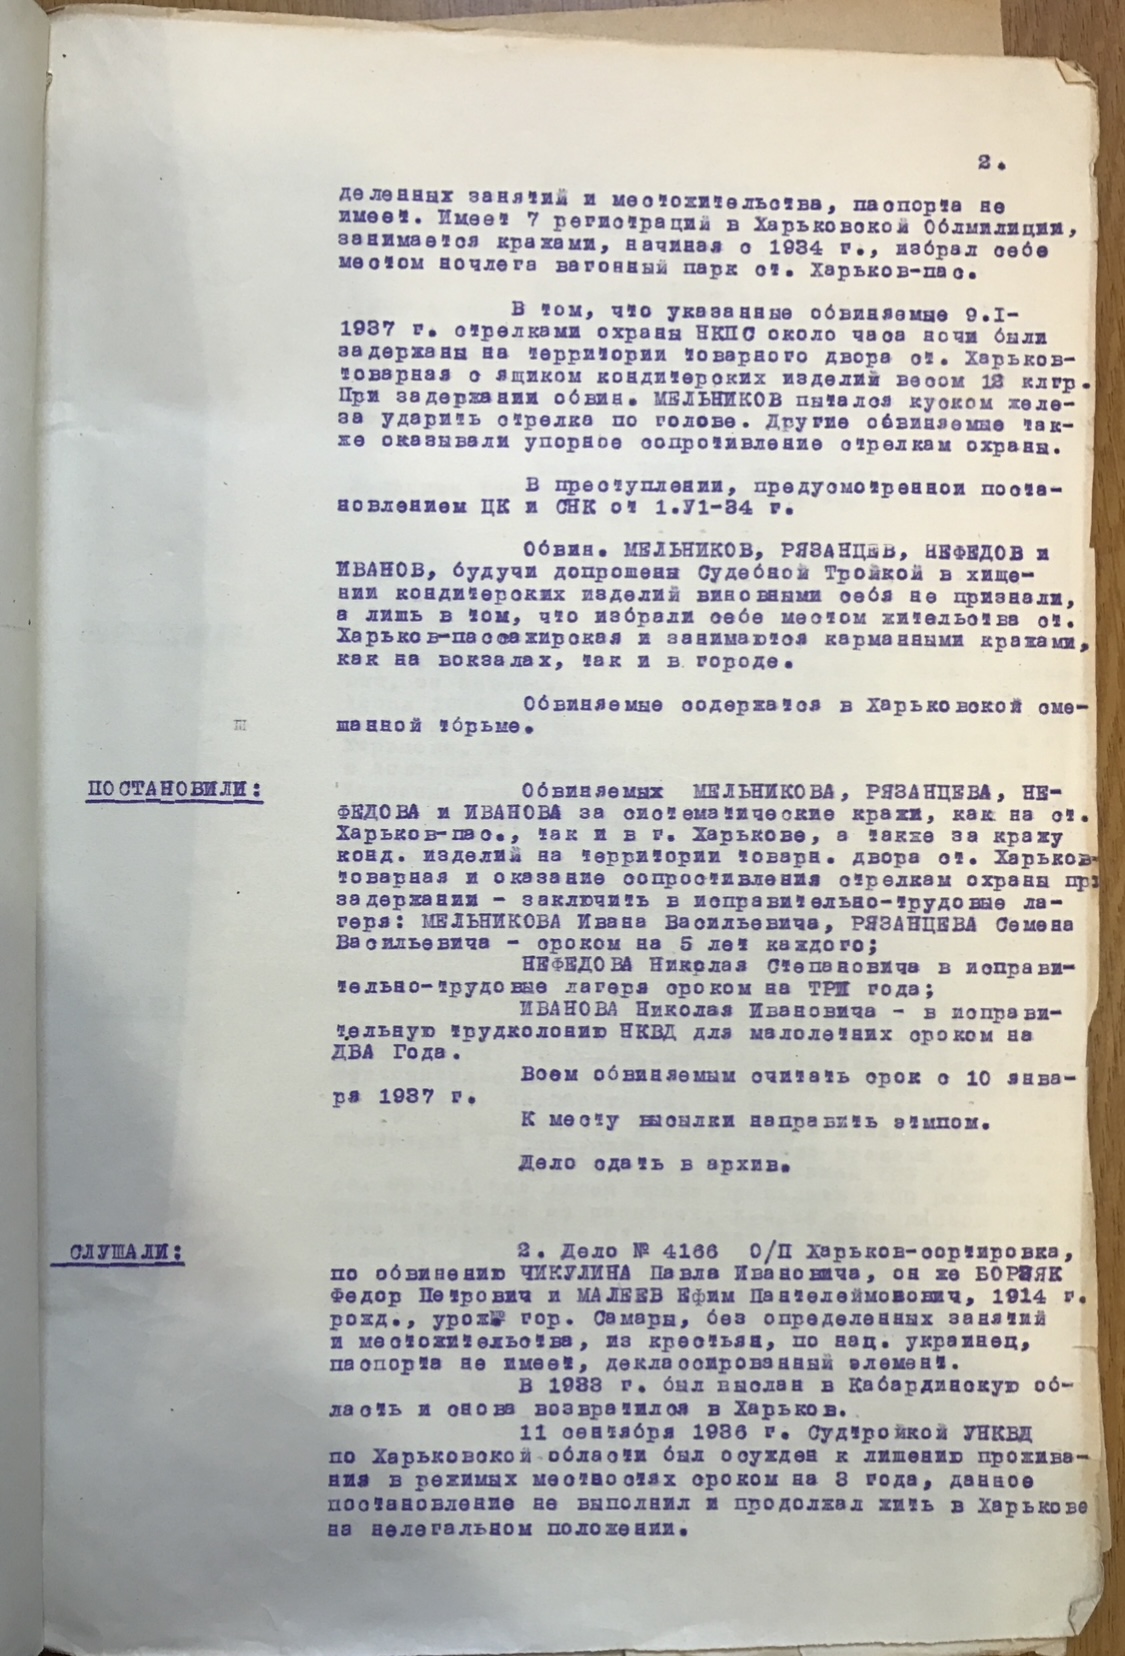 2.
деленных занятий и местожительства, паспорта не
имеет. Имеет 7 регистраций в Харьковской Облмилиции,
занимается кражами, начиная с 1934 г., избрал себе
местом ночлега вагонный парк ст. Харьков-пас.
В том, что указанные обвиняемые 9.I-
1937 г. стрелками охраны НКПС около часа ночи были
задержаны на территории товарного двора ст. Харьков-
товарная с ящиком кондитерских изделий весом 12 клгр.
При задержании обвин. МЕЛЬНИКОВ пытался куском желе-
за ударить стрелка по голове. Другие обвиняемые так-
же оказывали упорное сопротивление стрелкам охраны.
В преступлении, предусмотренной поста-
новлением ЦК и СНК от 1.У1-34 г.
Обвин. МЕЛЬНИКОВ, РЯЗАНЦЕВ, НЕФЕДОВ и
ИВАНОВ, будучи допрошены Судебной Тройкой в хище-
нии кондитерских изделий виновными себя не признали,
а лишь в том, что избрали себе местом жительства ст.
Харьков-пассажирская и занимаются карманными кражами,
как на вокзалах, так и в городе.
Обвиняемые содержатся в Харьковской сме-
шанной тюрьме.
ПОСТАНОВИЛИ:
Обвиняемых МЕЛЬНИКОВА, РЯЗАНЦЕВА, НЕ-
ФЕДОВА и ИВАНОВА за систематические кражи, как на ст.
Харьков-пас., так и в г. Харькове, а также за кражу
конд. изделий на территории товарн. двора ст. Харьков-
товарная и оказание сопростивления стрелкам охраны при
задержании - заключить в исправительно-трудовые ла-
геря: МЕЛЬНИКОВА Ивана Васильевича, РЯЗАНЦЕВА Семена
Васильевича - сроком на 5 лет каждого;
НЕФЕДОВА Николая Степановича в исправи-
тельно-трудовые лагеря сроком на ТРИ года;
ИВАНОВА Николая Ивановича - в исправи-
тельную трудколонию НКВД для малолетних сроком на
ДВА Года.
Всем обвиняемым считать срок с 10 янва-
ря 1937 г.
К месту высылки направить этмпом.
Дело сдать в архив.
СЛУШАЛИ:
2. Дело № 4166 О/П Харьков-сортировка,
по обвинению ЧИКУЛИНА Павла Ивановича, он же БОРЗЯК
Федор Петрович и МАЛЕЕВ Ефим Пантелеймонович, 1914 г.
рожд., урож. гор. Самары, без определенных занятий
и местожительства, из крестьян, по нац. украинец,
паспорта не имеет, деклассированный элемент.
В 1933 г. был выслан в Кабардинскую об-
ласть и снова возвратился в Харьков.
11 сентября 1936 г. Судтройкой УНКВД
по Харьковской области был осужден к лишению прожива-
ния в режимых местностях сроком на 3 года, данное
постановление не выполнил и продолжал жить в Харькове
на нелегальном положении.